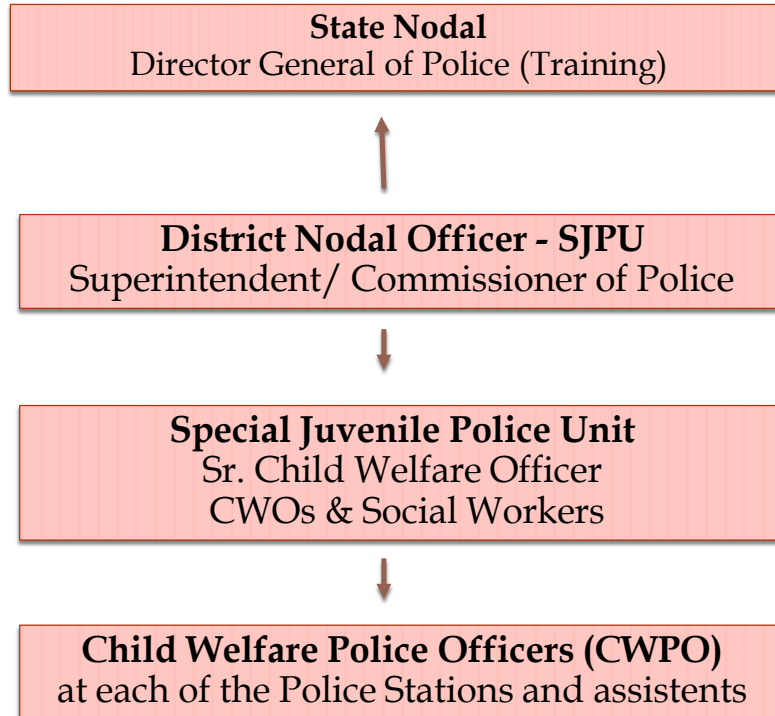 State Nodal
Director General of Police (Training)
District Nodal Officer - SJPU
Superintendent/ Commissioner of Police
Special Juvenile Police Unit
Sr. Child Welfare Officer
CWOs & Social Workers
Child Welfare Police Officers (CWPO)
at each of the Police Stations and assistents